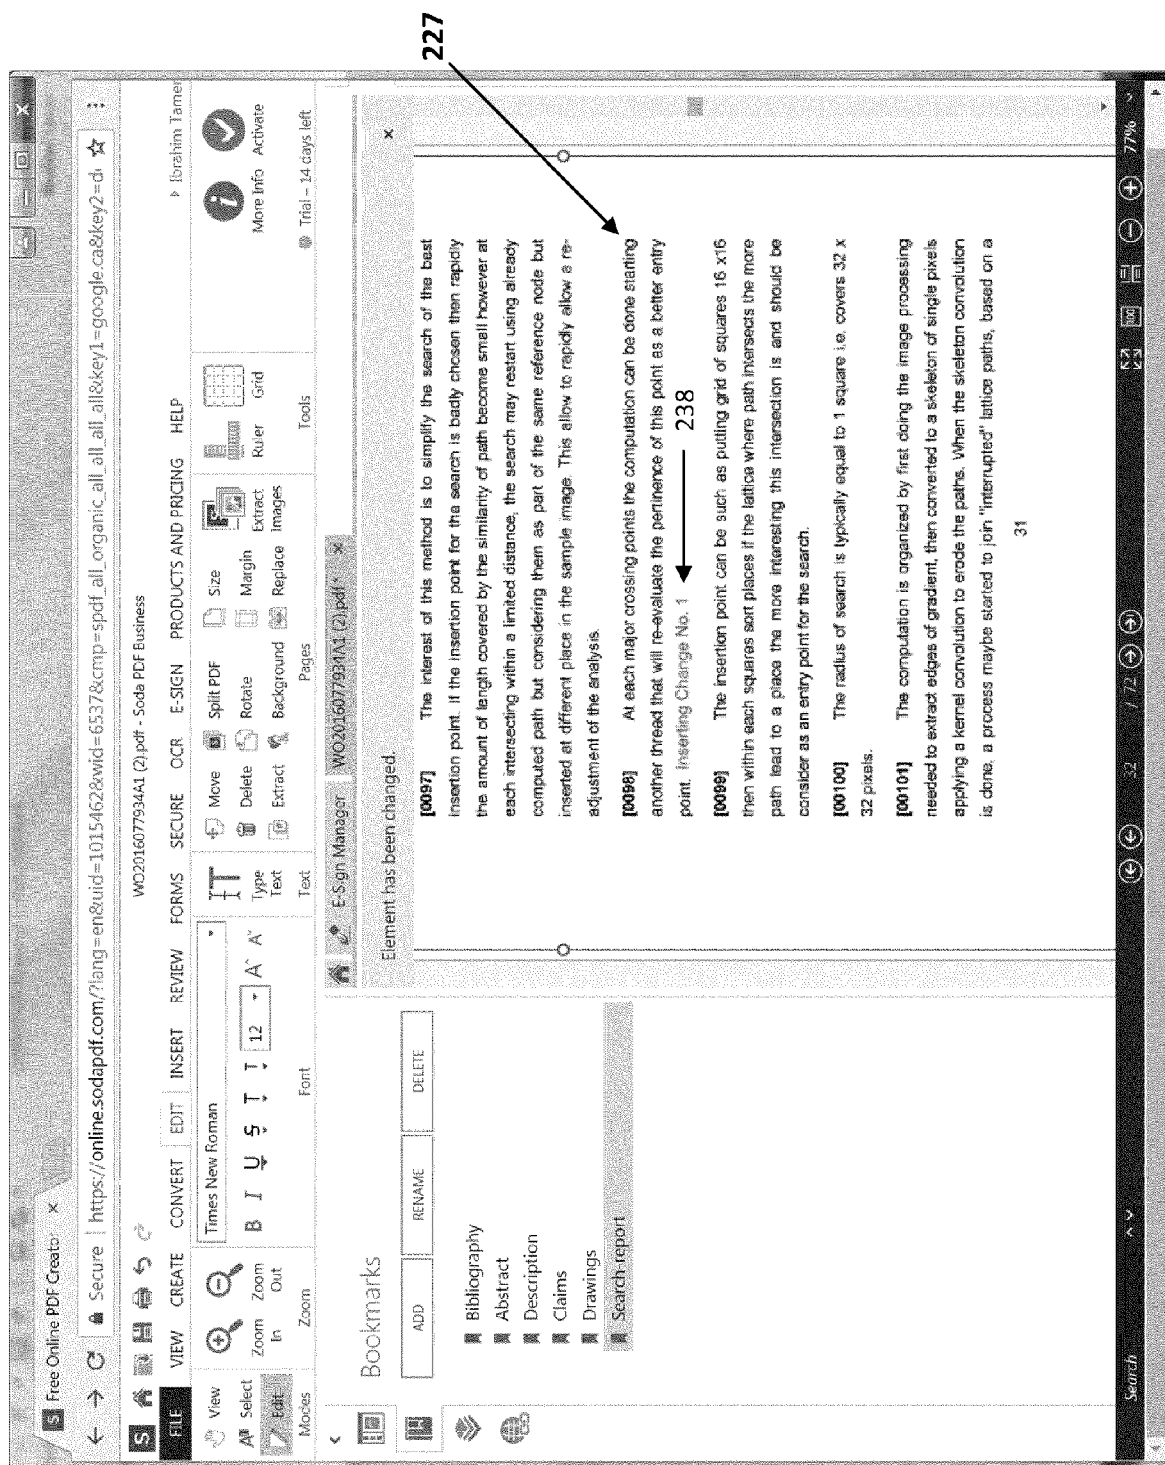 227
Free Online PDF Creator
Secure | https://online.sodapdf.com/?lang=en&uid=1015462&wid=6537&cmp=spdf_all_organic_all_all_all&key1=google.ca&key2=d
WO2016077934A1 (2).pdf - Soda PDF Business
FILE VIEW CREATE CONVERT EDIT INSERT REVIEW FORMS SECURE OCR E-SIGN PRODUCTS AND PRICING HELP
Ibrahim Tamer
View
Select
Edit
Modes
Zoom In
Zoom Out
Zoom
Times New Roman
B I U S T T 12 A A
Font
Type Text
Text
Move Split PDF Size
Delete Rotate Margin
Extract Background Replace
Extract Images
Pages
Ruler Grid
Tools
More Info Activate
Trial – 14 days left
E-Sign Manager WO2016077934A1 (2).pdf*
Bookmarks
ADD RENAME DELETE
Bibliography
Abstract
Description
Claims
Drawings
Search-report
Element has been changed.
[0097] The interest of this method is to simplify the search of the best
insertion point. If the insertion point for the search is badly chosen then rapidly
the amount of length covered by the similarity of path become small however at
each intersecting within a limited distance, the search may restart using already
computed path but considering them as part of the same reference node but
inserted at different place in the sample image. This allow to rapidly allow a re-
adjustment of the analysis.
[0098] At each major crossing points the computation can be done starting
another thread that will re-evaluate the pertinence of this point as a better entry
point. Inserting Change No. 1
238
[0099] The insertion point can be such as putting grid of squares 16 x16
then within each squares sort places if the lattice where path intersects the more
path lead to a place the more interesting this intersection is and should be
consider as an entry point for the search.
[00100] The radius of search is typically equal to 1 square i.e. covers 32 x
32 pixels.
[00101] The computation is organized by first doing the image processing
needed to extract edges of gradient, then converted to a skeleton of single pixels
applying a kernel convolution to erode the paths. When the skeleton convolution
is done, a process maybe started to join "interrupted" lattice paths, based on a
31
Search
32 / 72
77%